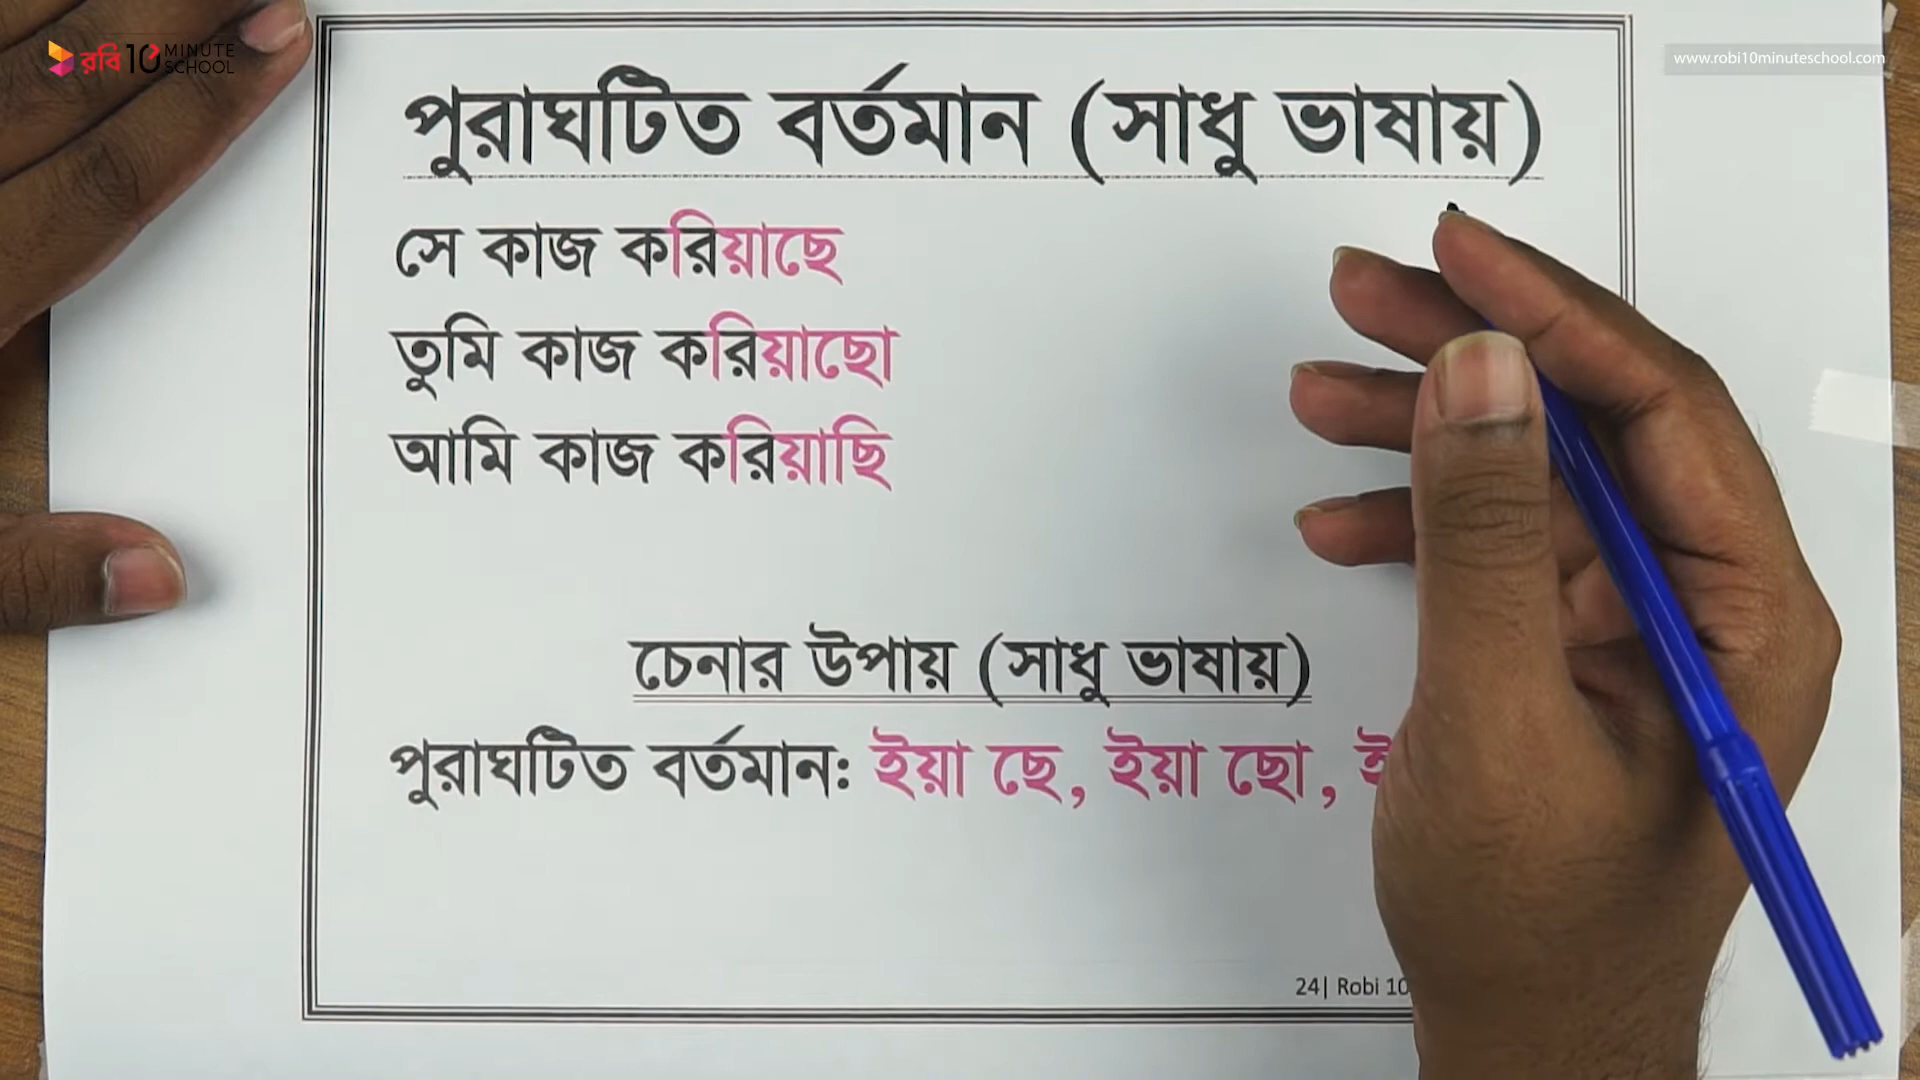 রবি 10 MINUTE SCHOOL
www.robi10minuteschool.com
পুরাঘটিত বর্তমান (সাধু ভাষায়)
সে কাজ করিয়াছে
তুমি কাজ করিয়াছো
আমি কাজ করিয়াছি
চেনার উপায় (সাধু ভাষায়)
পুরাঘটিত বর্তমানঃ ইয়া ছে, ইয়া ছো,
24| Robi 10